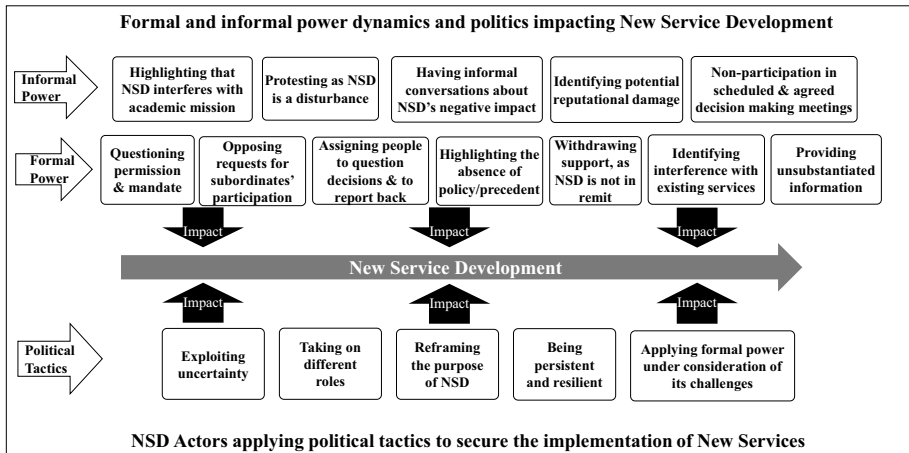 Formal and informal power dynamics and politics impacting New Service Development
Informal
Power
Highlighting that
NSD interferes with
academic mission
Protesting as NSD
is a disturbance
Having informal
conversations about
NSD's negative impact
Identifying potential
reputational damage
Non-participation in
scheduled & agreed
decision making meetings
Formal
Power
Questioning
permission
& mandate
Opposing
requests for
subordinates'
participation
Assigning people
to question
decisions & to
report back
Highlighting the
absence of
policy/precedent
Withdrawing
support, as
NSD is not in
remit
Identifying
interference with
existing services
Providing
unsubstantiated
information
Impact
Impact
Impact
New Service Development
Impact
Impact
Impact
Political
Tactics
Exploiting
uncertainty
Taking on
different
roles
Reframing
the purpose
of NSD
Being
persistent
and resilient
Applying formal power
under consideration of
its challenges
NSD Actors applying political tactics to secure the implementation of New Services